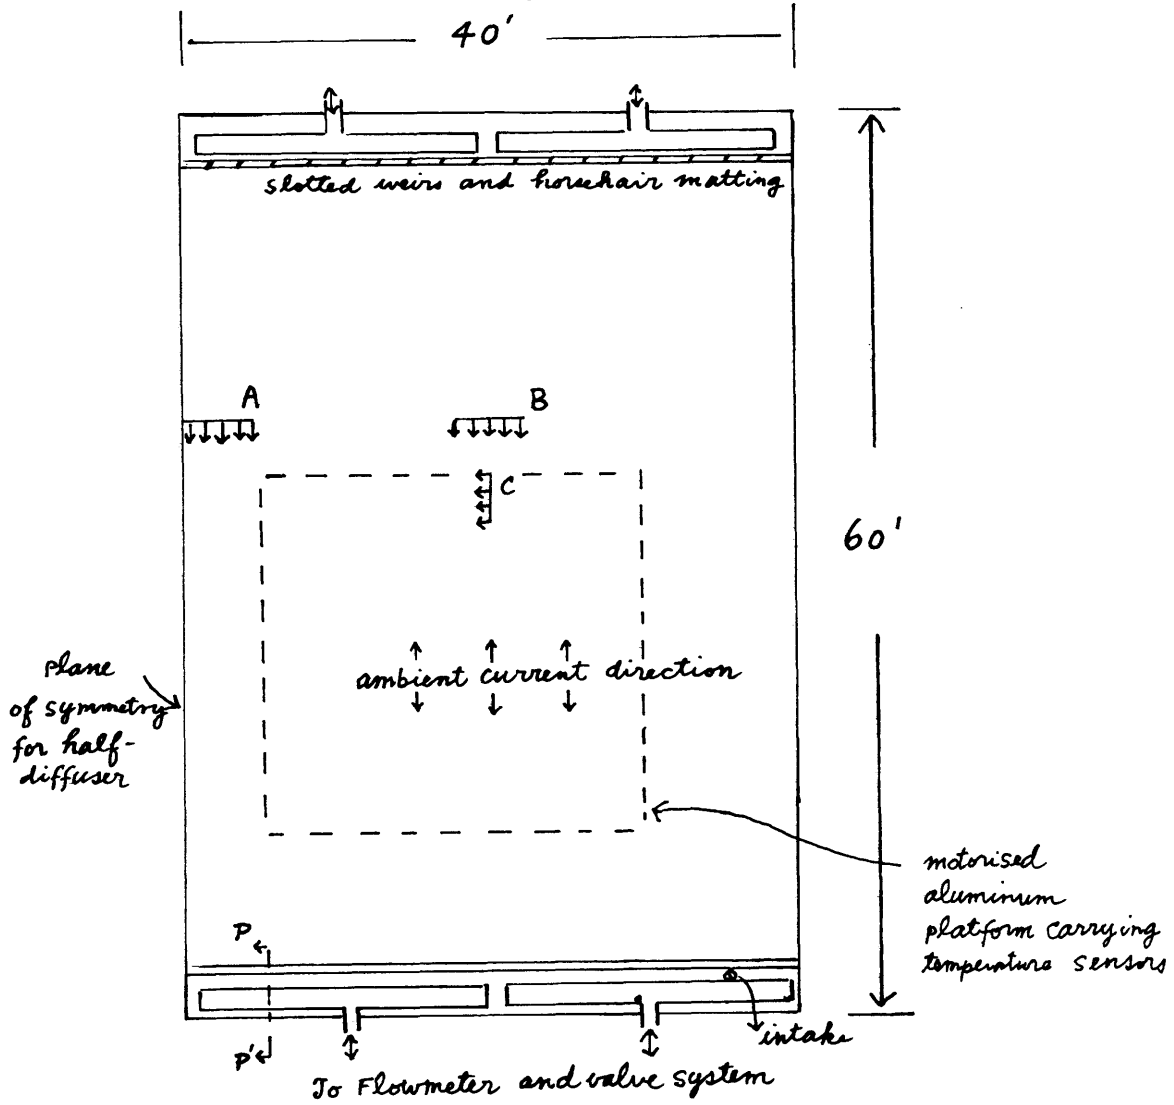 40'
slotted weirs and horsehair matting
A
B
C
60'
ambient current direction
plane
of symmetry
for half-
diffuser
motorised
aluminum
platform carrying
temperature sensors
P
P'
intake
To Flowmeter and valve system